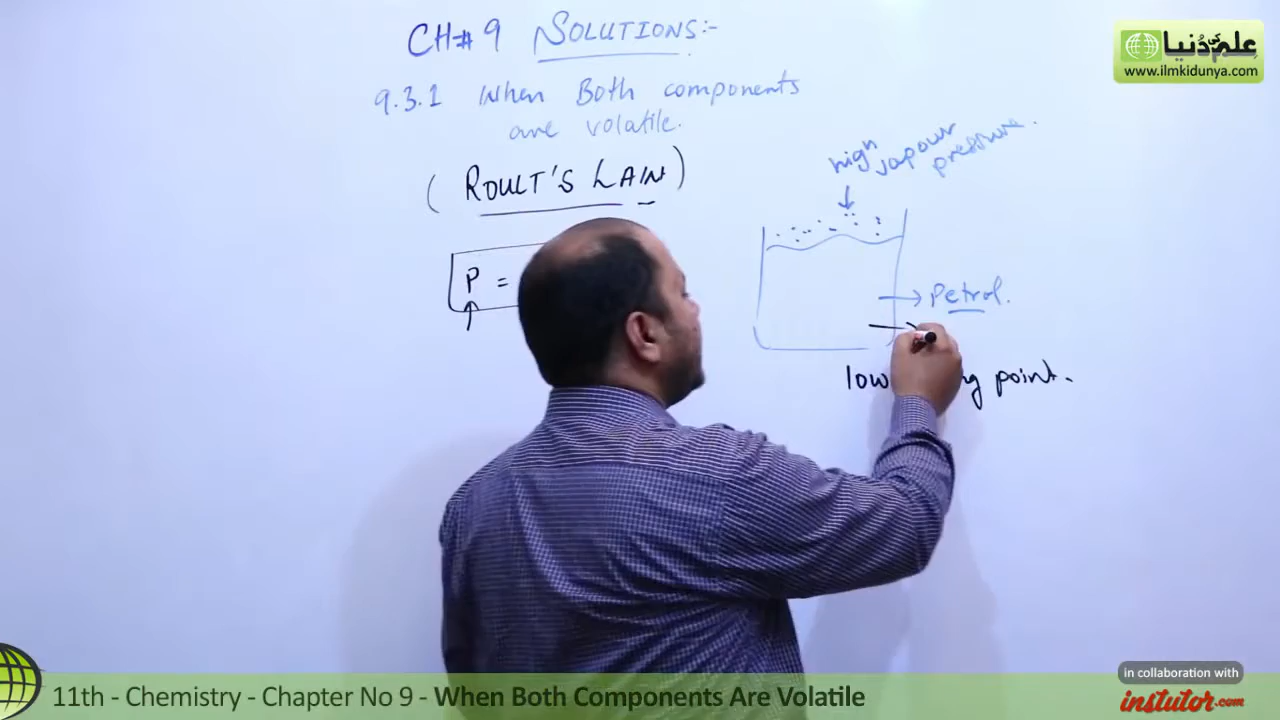 CH# 9 SOLUTIONS:-
علم کی دُنیا
www.ilmkidunya.com
9.3.1 When Both components
are volatile.
(ROULT'S LAW)
high vapour pressure.
P =
Petrol.
low point.
in collaboration with
instutor.com
11th - Chemistry - Chapter No 9 - When Both Components Are Volatile